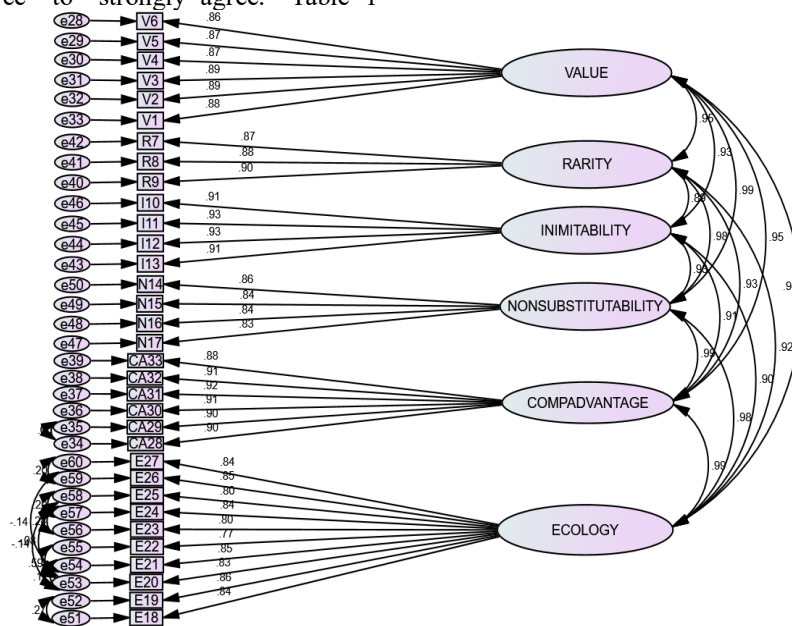 to strongly agree. Table 1
e28 V6 .86
e29 V5 .87
VALUE
e30 V4 .87
e31 V3 .89
e32 V2 .89
e33 V1 .88
.95
e42 R7 .87
.93
e41 R8 .88
RARITY
e40 R9 .90
.99
e46 I10 .91
e45 I11 .93
INIMITABILITY
.98 .95
e44 I12 .93
e43 I13 .91
e50 N14 .86
.93
e49 N15 .84
NONSUBSTITUTABILITY
e48 N16 .84
.91
e47 N17 .83
.92
e39 CA33 .88
.99
e38 CA32 .91
.90
e37 CA31 .92
COMPADVANTAGE
e36 CA30 .91
.98
e35 CA29 .90
e34 CA28 .90
e60 E27 .84
.99
e59 E26 .85
e58 E25 .80
e57 E24 .84
-.14
e56 E23 .80
ECOLOGY
e55 E22 .77
e54 E21 .85
e53 E20 .83
e52 E19 .86
e51 E18 .84